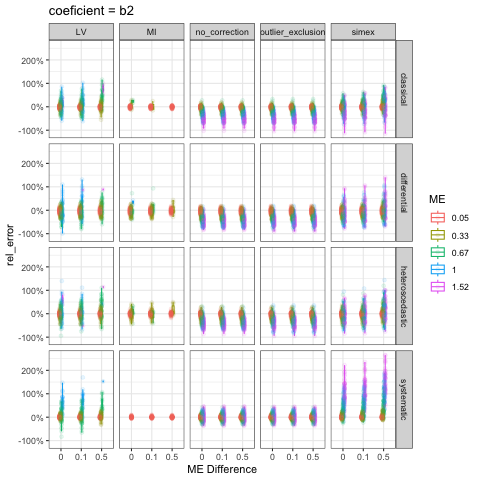 coeficient = b2
LV MI no_correction outlier_exclusion simex
200%
100%
0%
-100%
classical
200%
100%
0%
-100%
differential
200%
100%
0%
-100%
heteroscedastic
200%
100%
0%
-100%
systematic
rel_error
0 0.1 0.5 0 0.1 0.5 0 0.1 0.5 0 0.1 0.5 0 0.1 0.5
ME Difference
ME
0.05
0.33
0.67
1
1.52